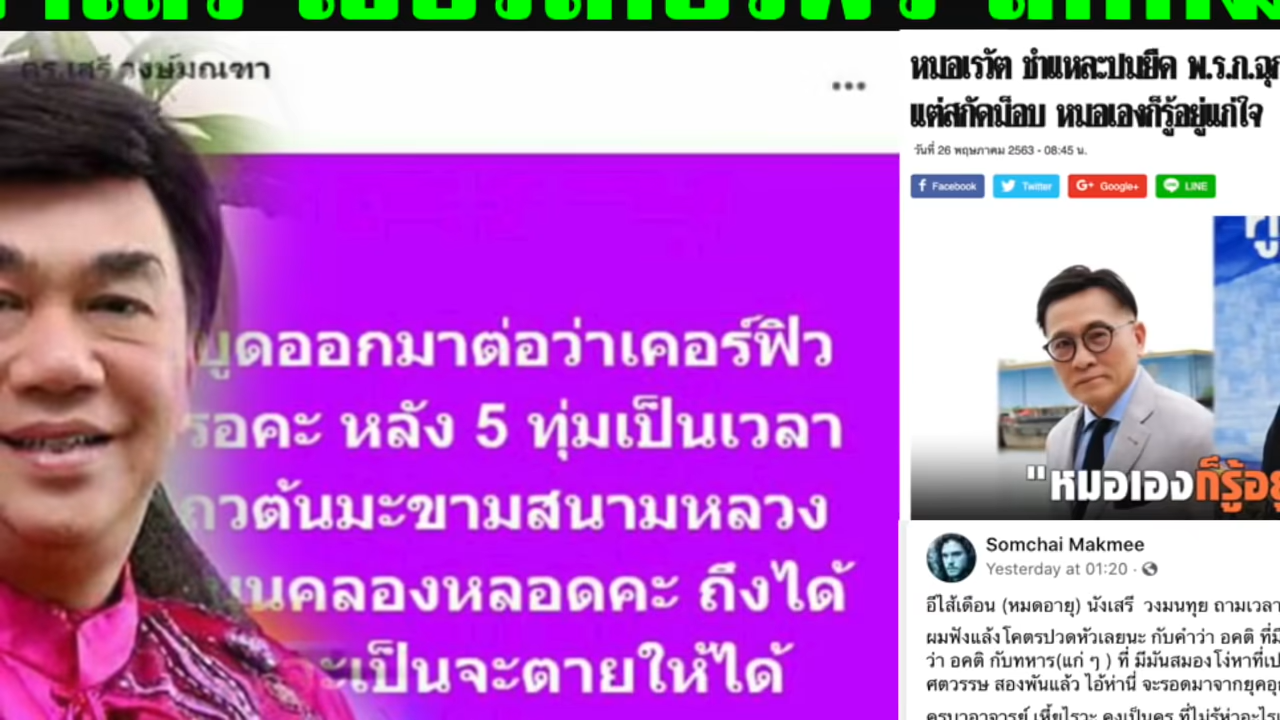 ดร.เสรี วงษ์มณฑา
พูดออกมาต่อว่าเคอร์ฟิว
รอคะ หลัง 5 ทุ่มเป็นเวลา
ถวต้นมะขามสนามหลวง
คลองหลอดคะ ถึงได้
จะเป็นจะตายให้ได้
หมอเรวัต ชำแหละปมยืด พ.ร.ก.ฉุก
แต่สกัดม็อบ หมอเองก็รู้อยู่แก่ใจ
วันที่ 26 พฤษภาคม 2563 - 08:45 น.
Facebook Twitter Google+ LINE
"หมอเองก็รู้อยู่
Somchai Makmee
Yesterday at 01:20
อีไส้เดือน (หมดอายุ) นังเสรี วงมนทุย ถามเวลา
ผมฟังแล้งโคตรปวดหัวเลยนะ กับคำว่า อคติ ที่มี
ว่า อคติ กับทหาร(แก่ ๆ ) ที่ มีมันสมองโง่หาที่เป
ศตวรรษ สองพันแล้ว ไอ้ห่านี่ จะรอดมาจากยุคอุ